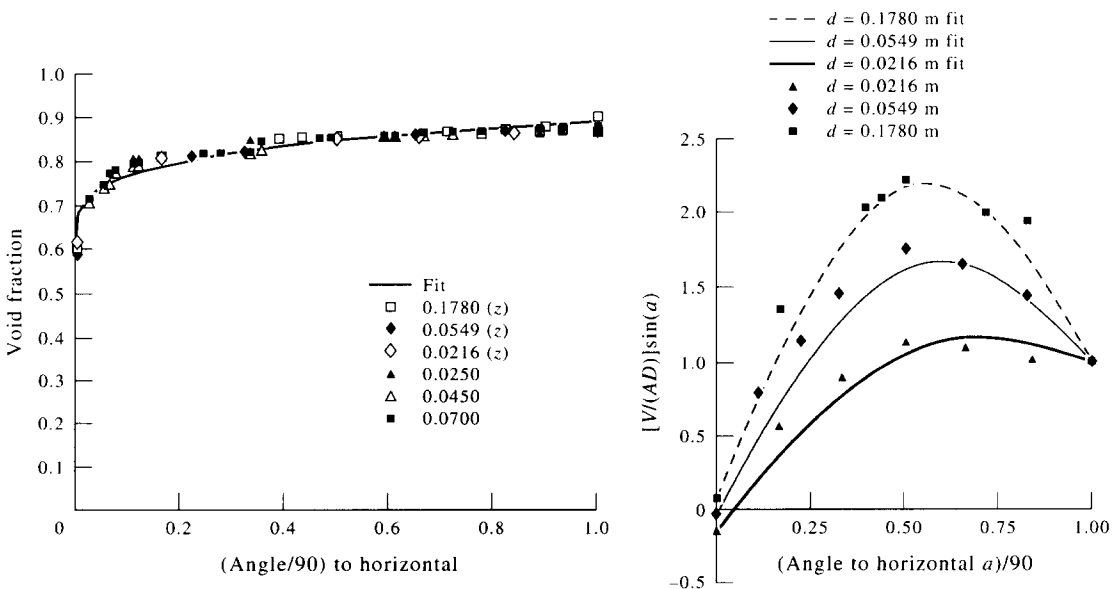 1.0
0.9
0.8
0.7
0.6
0.5
0.4
0.3
0.2
0.1
Void fraction
Fit
0.1780 (z)
0.0549 (z)
0.0216 (z)
0.0250
0.0450
0.0700
0 0.2 0.4 0.6 0.8 1.0
(Angle/90) to horizontal
d = 0.1780 m fit
d = 0.0549 m fit
d = 0.0216 m fit
d = 0.0216 m
d = 0.0549 m
d = 0.1780 m
2.5
2.0
1.5
1.0
0.5
0
−0.5
[V/(AD)]sin(a)
0.25 0.50 0.75 1.00
(Angle to horizontal a)/90